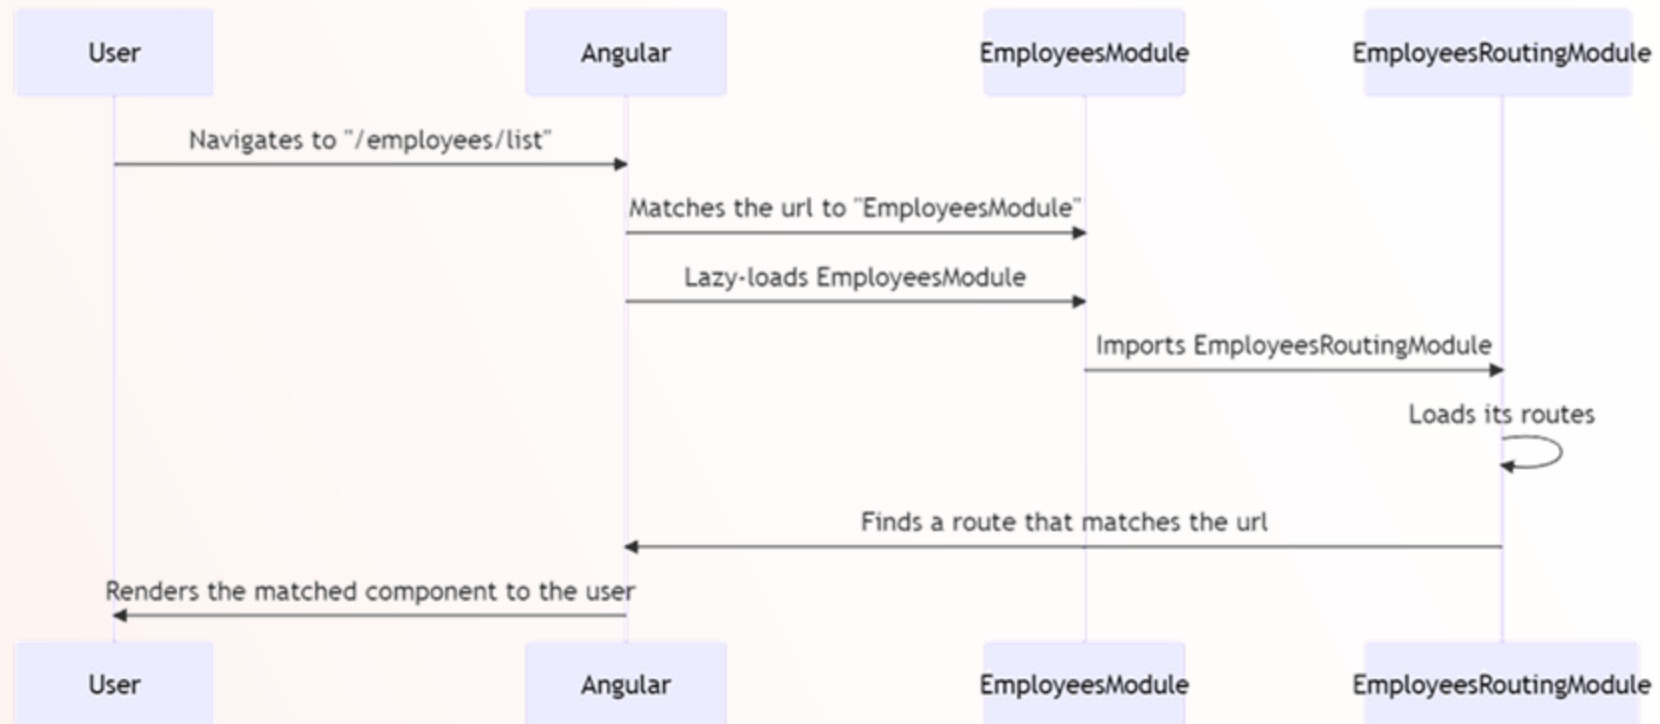 User
Angular
EmployeesModule
EmployeesRoutingModule
Navigates to "/employees/list"
Matches the url to "EmployeesModule"
Lazy-loads EmployeesModule
Imports EmployeesRoutingModule
Loads its routes
Finds a route that matches the url
Renders the matched component to the user
User
Angular
EmployeesModule
EmployeesRoutingModule